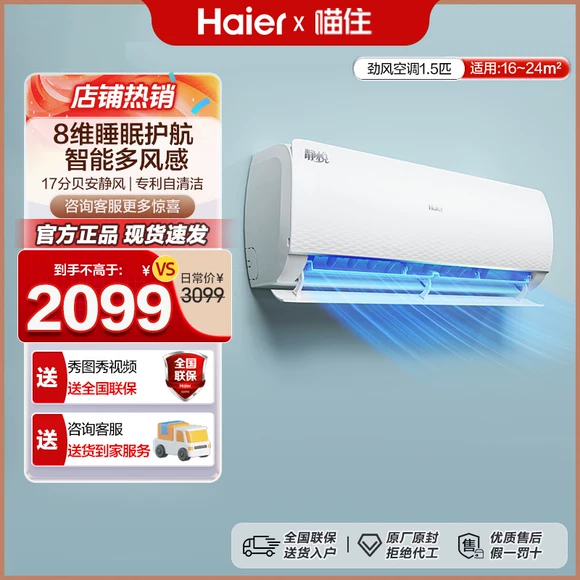 Haier x 喵住
劲风空调1.5匹 适用:16~24m²
店铺热销
8维睡眠护航
智能多风感
17分贝安静风 | 专利自清洁
咨询客服更多惊喜
官方正品 现货速发
到手不高于: ¥ VS 日常价¥
2099 3099
静悦
Haier
送 秀图秀视频
送全国联保
全国
联保
Haier
送 咨询客服
送货到家服务
全国联保
送货入户
原厂原封
拒绝代工
售
优质售后
假一罚十